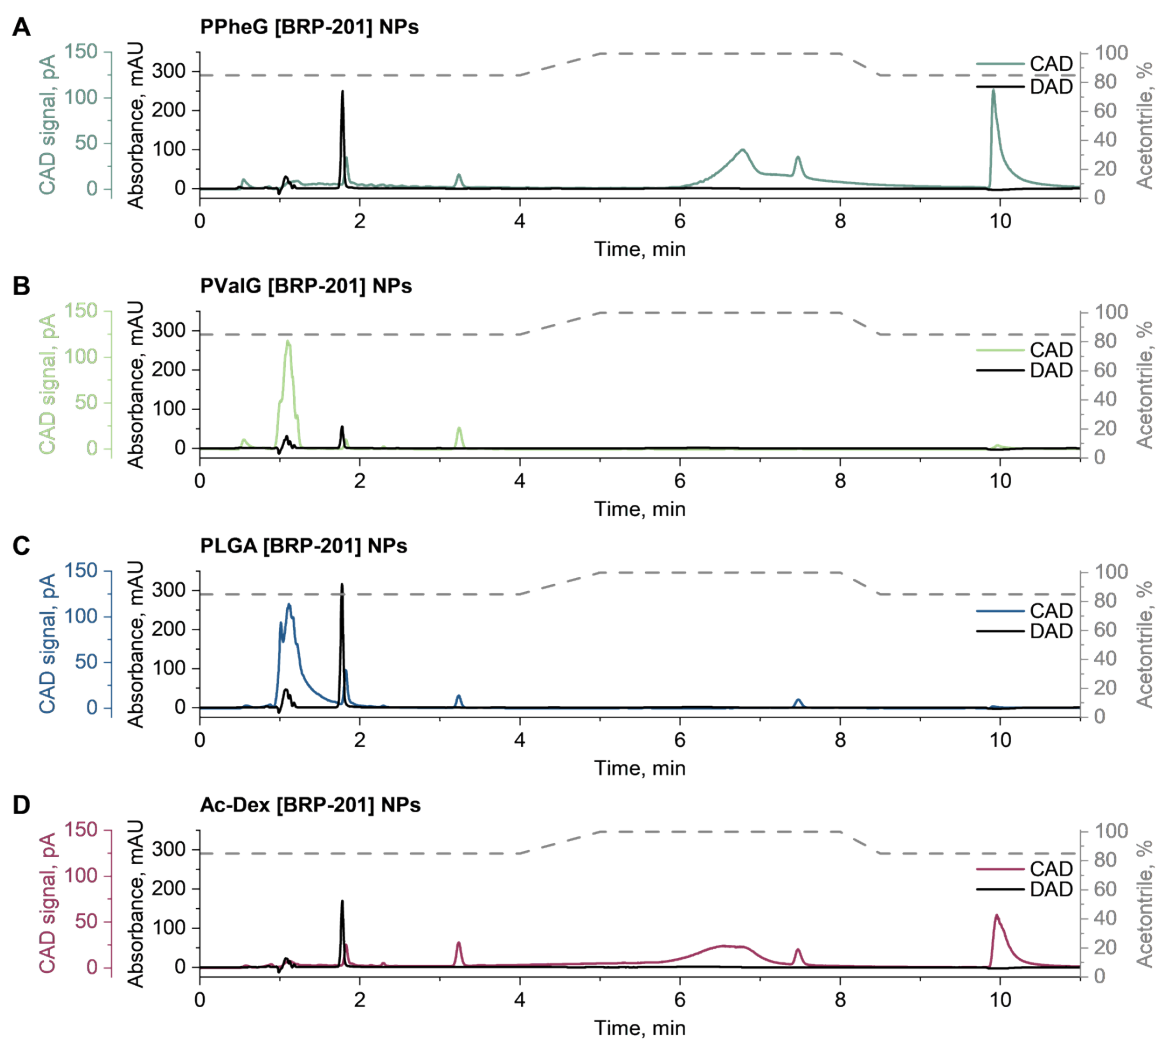 A
PPheG [BRP-201] NPs
CAD signal, pA
150
100
50
0
Absorbance, mAU
300
200
100
0
CAD
DAD
Acetontrile, %
100
80
60
40
20
0
0 2 4 6 8 10
Time, min
B
PValG [BRP-201] NPs
CAD signal, pA
150
100
50
0
Absorbance, mAU
300
200
100
0
CAD
DAD
Acetontrile, %
100
80
60
40
20
0
0 2 4 6 8 10
Time, min
C
PLGA [BRP-201] NPs
CAD signal, pA
150
100
50
0
Absorbance, mAU
300
200
100
0
CAD
DAD
Acetontrile, %
100
80
60
40
20
0
0 2 4 6 8 10
Time, min
D
Ac-Dex [BRP-201] NPs
CAD signal, pA
150
100
50
0
Absorbance, mAU
300
200
100
0
CAD
DAD
Acetontrile, %
100
80
60
40
20
0
0 2 4 6 8 10
Time, min